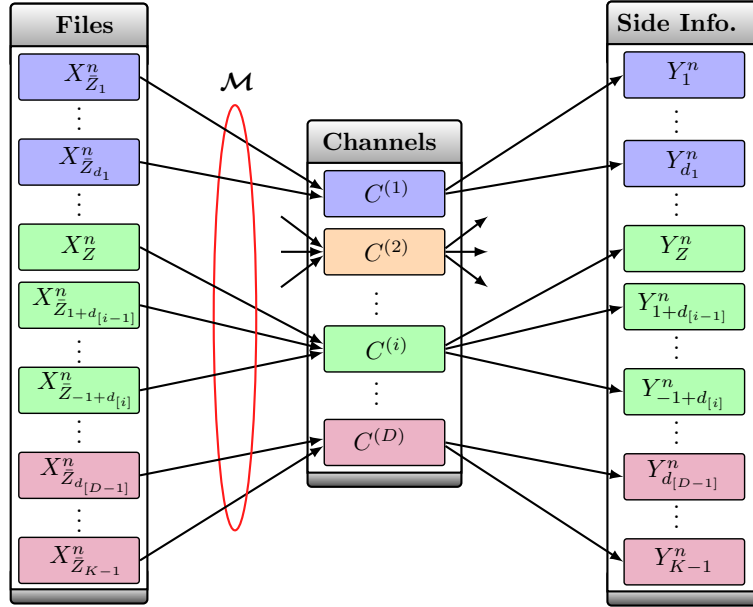 Files
X^n_{\bar{Z}_1}
⋮
X^n_{\bar{Z}_{d_1}}
⋮
X^n_Z
X^n_{\bar{Z}_{1+d_{[i-1]}}}
⋮
X^n_{\bar{Z}_{-1+d_{[i]}}}
⋮
X^n_{\bar{Z}_{d_{[D-1]}}}
⋮
X^n_{\bar{Z}_{K-1}}
\mathcal{M}
Channels
C^{(1)}
C^{(2)}
⋮
C^{(i)}
⋮
C^{(D)}
Side Info.
Y^n_1
⋮
Y^n_{d_1}
⋮
Y^n_Z
Y^n_{1+d_{[i-1]}}
⋮
Y^n_{-1+d_{[i]}}
⋮
Y^n_{d_{[D-1]}}
⋮
Y^n_{K-1}